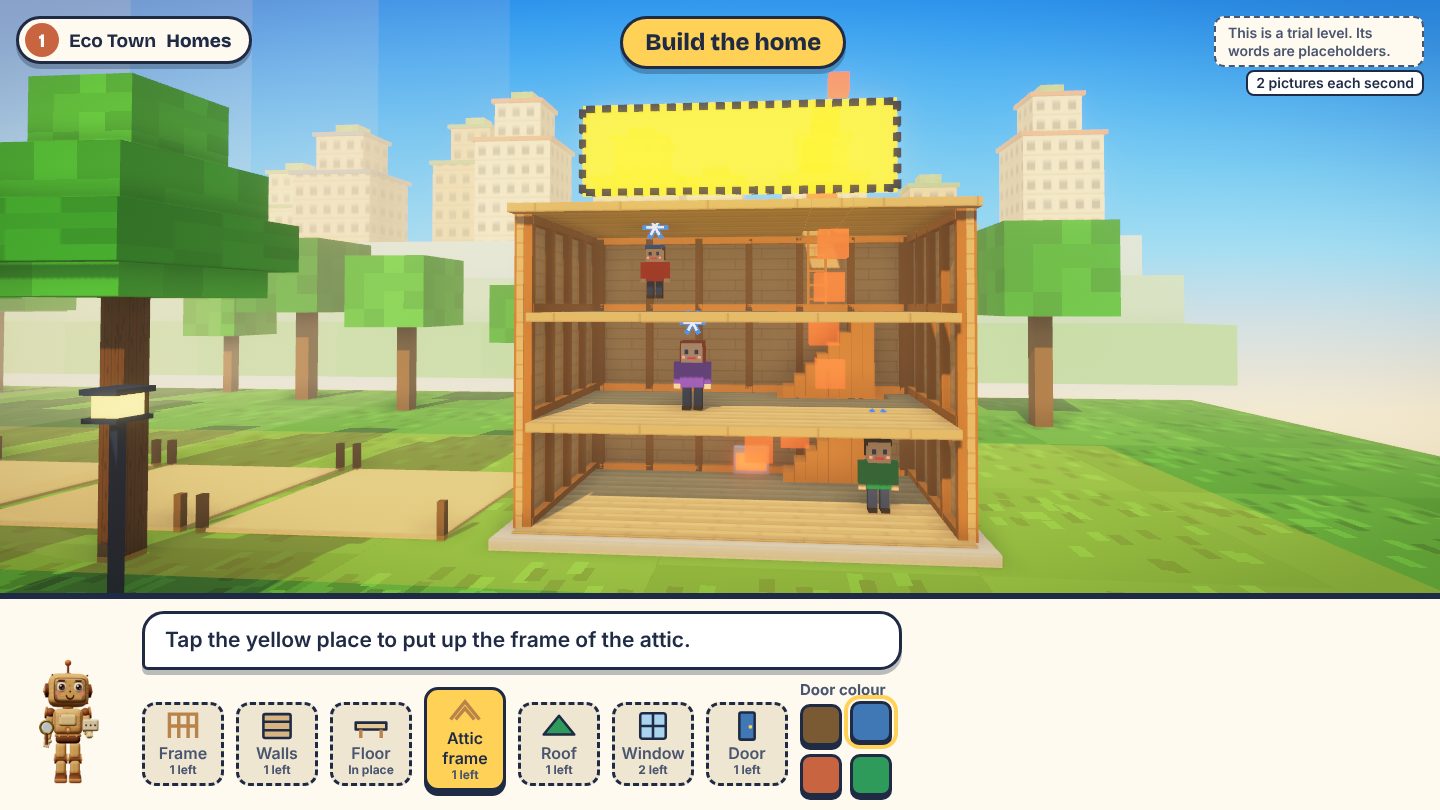 1 Eco Town Homes
Build the home
This is a trial level. Its
words are placeholders.
2 pictures each second
Tap the yellow place to put up the frame of the attic.
Frame
1 left
Walls
1 left
Floor
In place
Attic
frame
1 left
Roof
1 left
Window
2 left
Door
1 left
Door colour